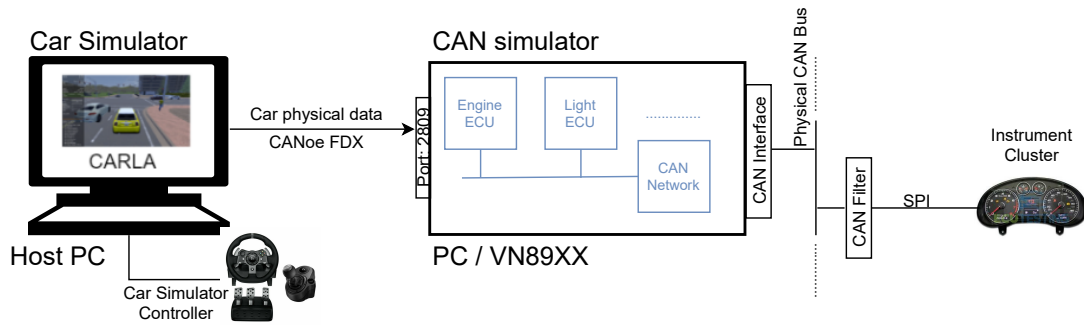 Car Simulator
CARLA
Host PC
Car Simulator
Controller
Car physical data
CANoe FDX
CAN simulator
Port: 2809
Engine
ECU
Light
ECU
CAN
Network
PC / VN89XX
CAN Interface
Physical CAN Bus
CAN Filter
SPI
Instrument
Cluster